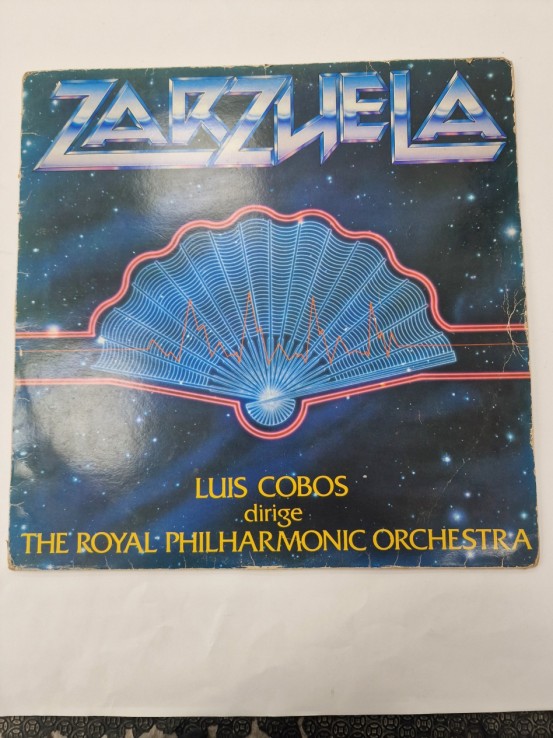 ZARZUELA
LUIS COBOS
dirige
THE ROYAL PHILHARMONIC ORCHESTRA